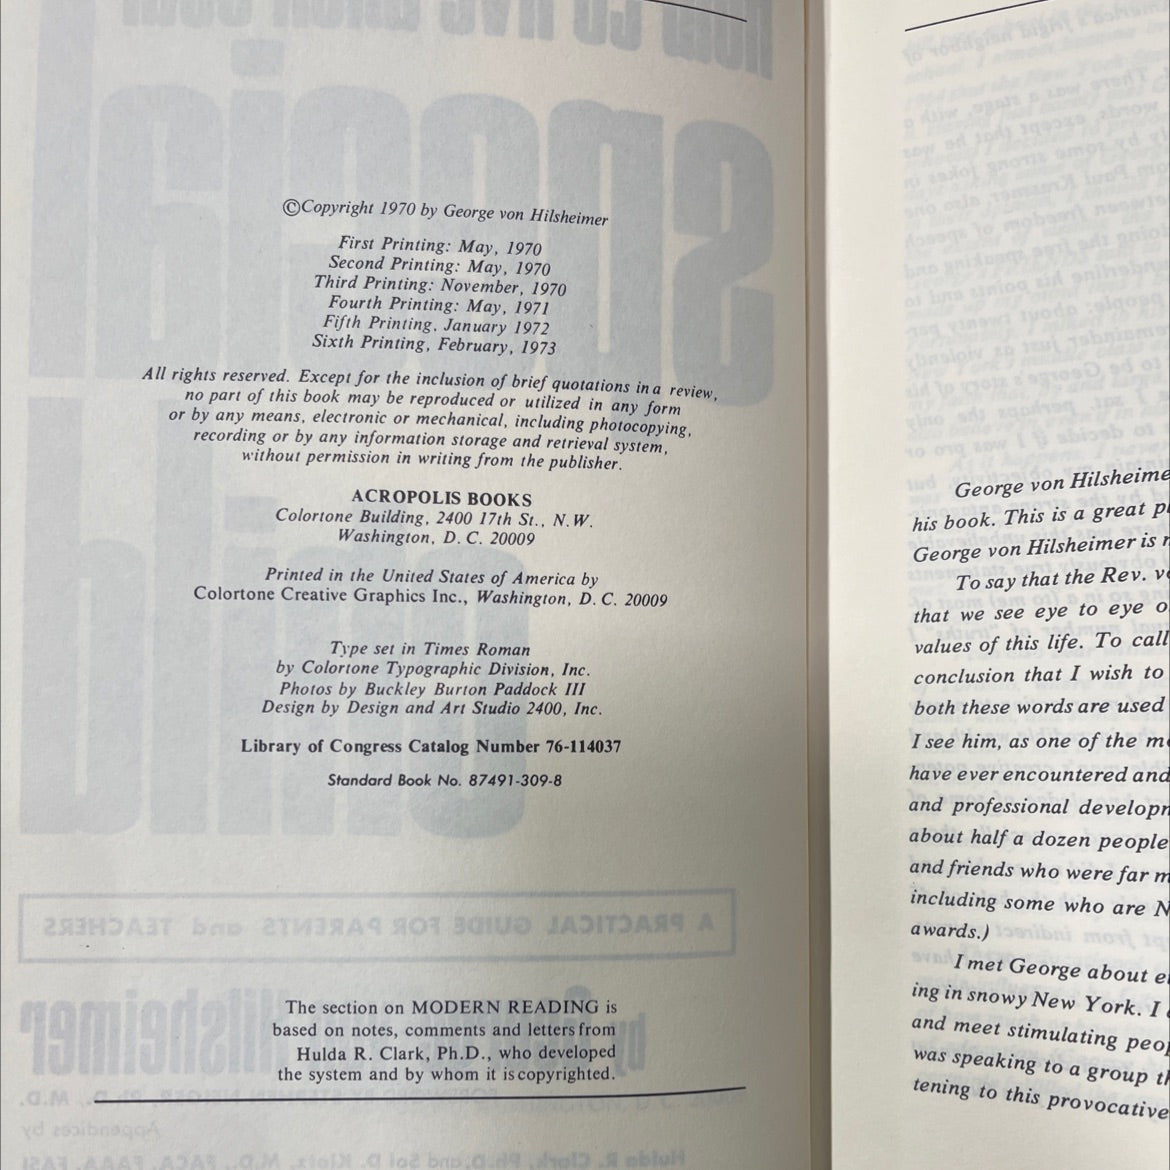 ©Copyright 1970 by George von Hilsheimer
First Printing: May, 1970
Second Printing: May, 1970
Third Printing: November, 1970
Fourth Printing: May, 1971
Fifth Printing, January 1972
Sixth Printing, February, 1973
All rights reserved. Except for the inclusion of brief quotations in a review,
no part of this book may be reproduced or utilized in any form
or by any means, electronic or mechanical, including photocopying,
recording or by any information storage and retrieval system,
without permission in writing from the publisher.
ACROPOLIS BOOKS
Colortone Building, 2400 17th St., N.W.
Washington, D. C. 20009
Printed in the United States of America by
Colortone Creative Graphics Inc., Washington, D. C. 20009
Type set in Times Roman
by Colortone Typographic Division, Inc.
Photos by Buckley Burton Paddock III
Design by Design and Art Studio 2400, Inc.
Library of Congress Catalog Number 76-114037
Standard Book No. 87491-309-8
The section on MODERN READING is
based on notes, comments and letters from
Hulda R. Clark, Ph.D., who developed
the system and by whom it is copyrighted.
George von Hilsheime
his book. This is a great
George von Hilsheimer is
To say that the Rev.
that we see eye to eye
values of this life. To call
conclusion that I wish to
both these words are used
I see him, as one of the
have ever encountered and
and professional
about half a dozen people
and friends who were far
including some who are
awards.)
I met George about
ing in snowy New York. I
and meet stimulating
was speaking to a group
tening to this provocative